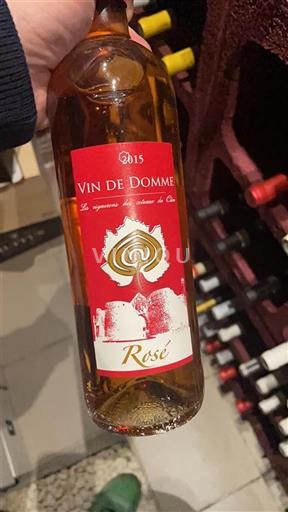 2015
VIN DE DOMME
Les vignerons des coteaux du Céou
Rosé